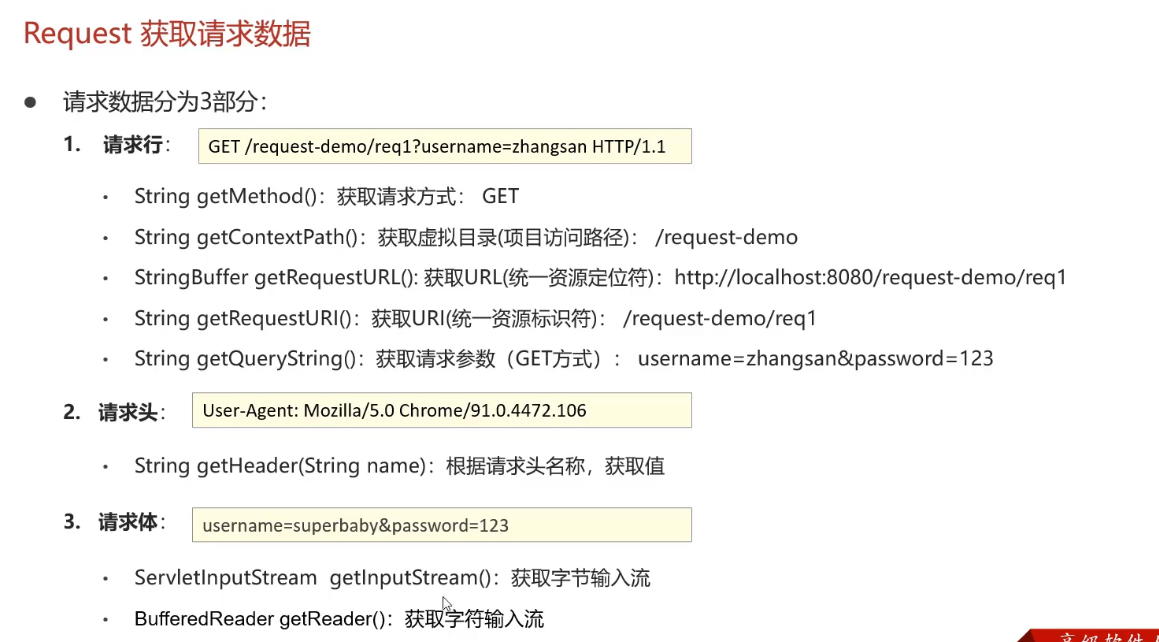 Request 获取请求数据
● 请求数据分为3部分：
1. 请求行： GET /request-demo/req1?username=zhangsan HTTP/1.1
• String getMethod()：获取请求方式： GET
• String getContextPath()：获取虚拟目录(项目访问路径)： /request-demo
• StringBuffer getRequestURL(): 获取URL(统一资源定位符)：http://localhost:8080/request-demo/req1
• String getRequestURI()：获取URI(统一资源标识符)： /request-demo/req1
• String getQueryString()：获取请求参数（GET方式）： username=zhangsan&password=123
2. 请求头： User-Agent: Mozilla/5.0 Chrome/91.0.4472.106
• String getHeader(String name)：根据请求头名称，获取值
3. 请求体： username=superbaby&password=123
• ServletInputStream getInputStream()：获取字节输入流
• BufferedReader getReader()：获取字符输入流
高级软件